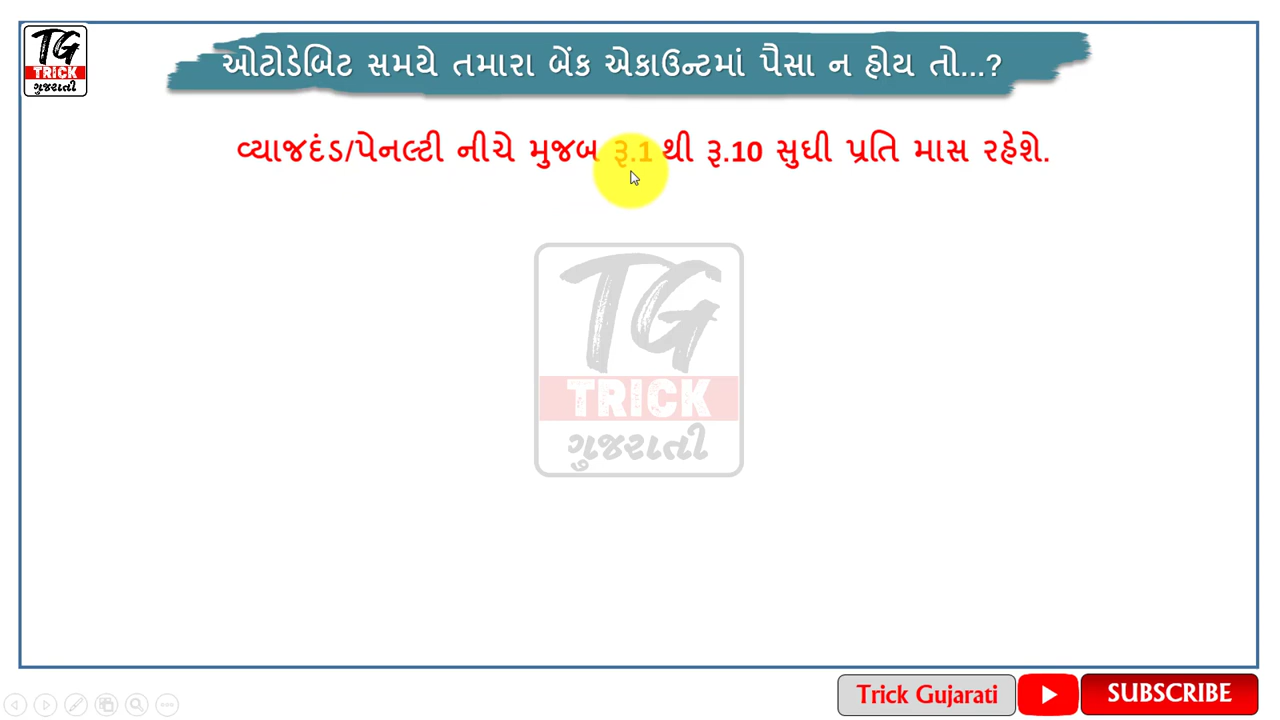 TG
TRICK
ગુજરાતી
ઓટોડેબિટ સમયે તમારા બેંક એકાઉન્ટમાં પૈસા ન હોય તો...?
વ્યાજદંડ/પેનલ્ટી નીચે મુજબ રૂ.1 થી રૂ.10 સુધી પ્રતિ માસ રહેશે.
TG
TRICK
ગુજરાતી
Trick Gujarati
SUBSCRIBE